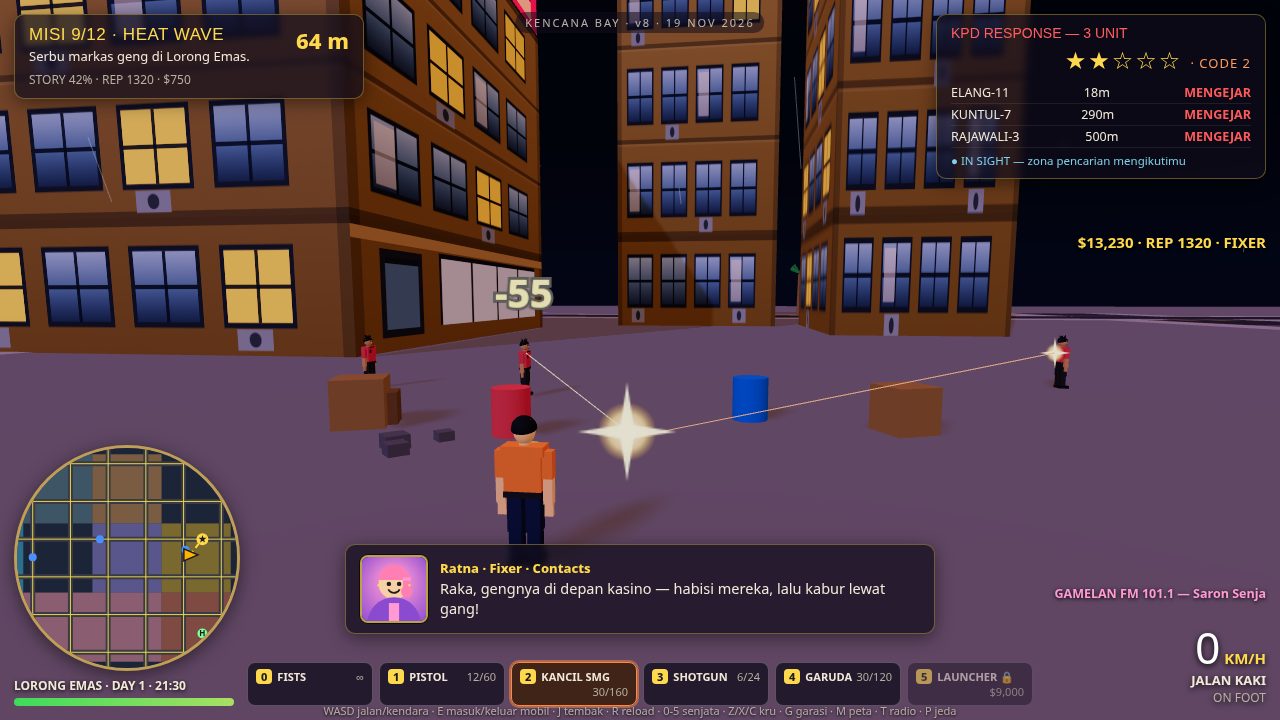 KENCANA BAY · v8 · 19 NOV 2026
MISI 9/12 · HEAT WAVE
64 m
Serbu markas geng di Lorong Emas.
STORY 42% · REP 1320 · $750
KPD RESPONSE — 3 UNIT
★★☆☆☆☆ · CODE 2
ELANG-11 18m MENGEJAR
KUNTUL-7 290m MENGEJAR
RAJAWALI-3 500m MENGEJAR
● IN SIGHT — zona pencarian mengikutimu
$13,230 · REP 1320 · FIXER
-55
Ratna · Fixer · Contacts
Raka, gengnya di depan kasino — habisi mereka, lalu kabur lewat
gang!
GAMELAN FM 101.1 — Saron Senja
H
0 KM/H
JALAN KAKI
ON FOOT
LORONG EMAS · DAY 1 · 21:30
0 FISTS ∞
1 PISTOL 12/60
2 KANCIL SMG
30/160
3 SHOTGUN 6/24
4 GARUDA 30/120
5 LAUNCHER 🔒
$9,000
WASD jalan/kendara · E masuk/keluar mobil · J tembak · R reload · 0-5 senjata · Z/X/C kru · G garasi · M peta · T radio · P jeda